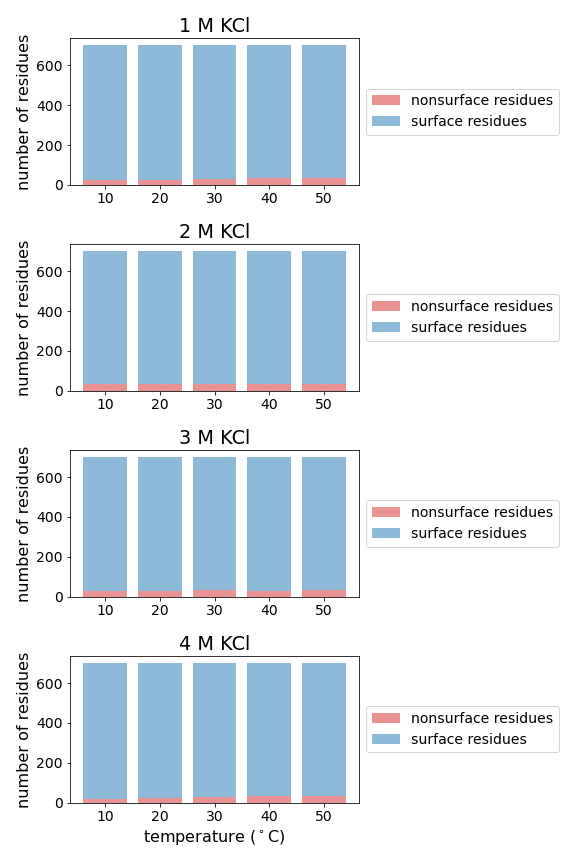 1 M KCl
number of residues
600
400
200
0
10 20 30 40 50
nonsurface residues
surface residues
2 M KCl
number of residues
600
400
200
0
10 20 30 40 50
nonsurface residues
surface residues
3 M KCl
number of residues
600
400
200
0
10 20 30 40 50
nonsurface residues
surface residues
4 M KCl
number of residues
600
400
200
0
10 20 30 40 50
nonsurface residues
surface residues
temperature (°C)